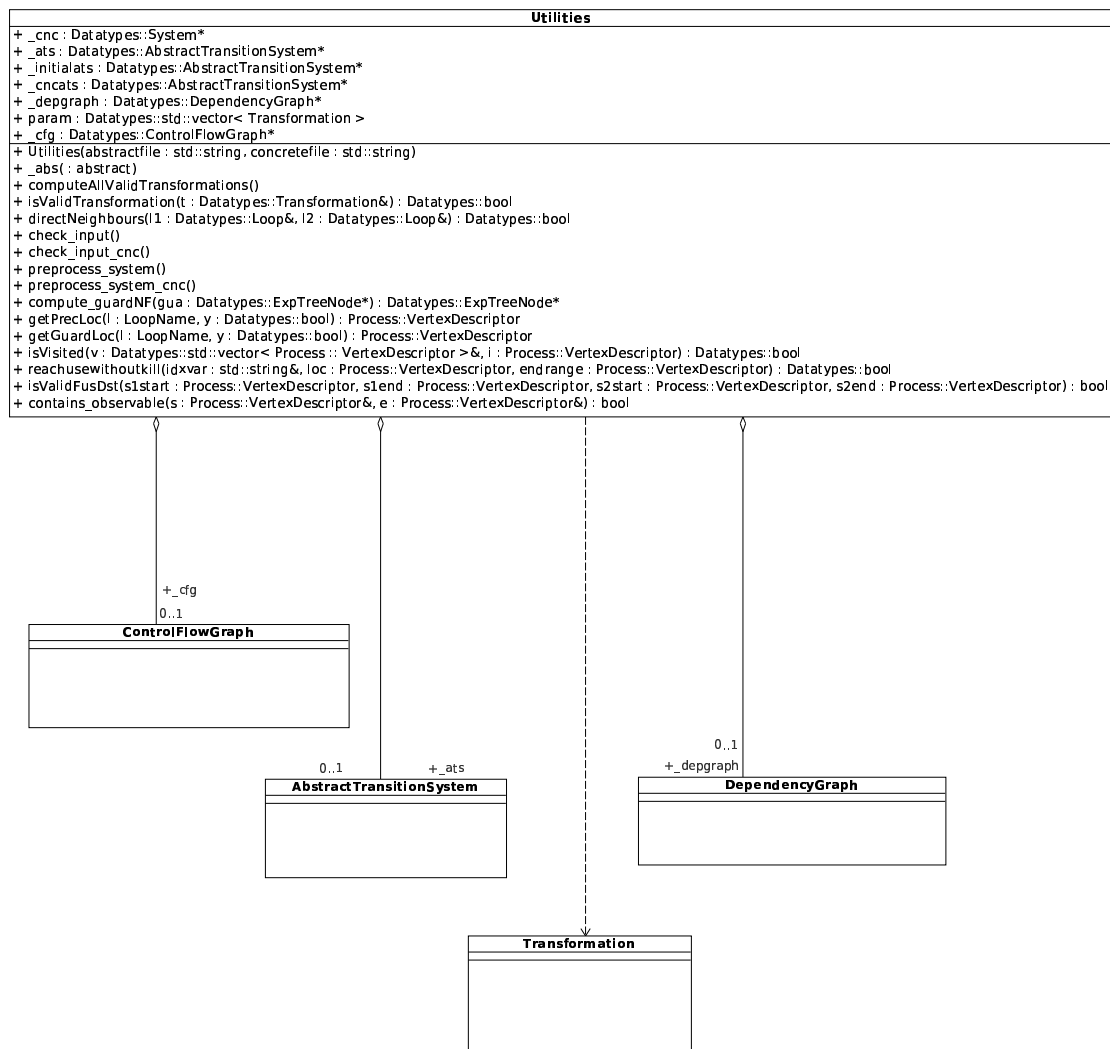 Utilities
+ _cnc : Datatypes::System*
+ _ats : Datatypes::AbstractTransitionSystem*
+ _initialats : Datatypes::AbstractTransitionSystem*
+ _cncats : Datatypes::AbstractTransitionSystem*
+ _depgraph : Datatypes::DependencyGraph*
+ param : Datatypes::std::vector< Transformation >
+ _cfg : Datatypes::ControlFlowGraph*
+ Utilities(abstractfile : std::string, concretefile : std::string)
+ _abs( : abstract)
+ computeAllValidTransformations()
+ isValidTransformation(t : Datatypes::Transformation&) : Datatypes::bool
+ directNeighbours(l1 : Datatypes::Loop&, l2 : Datatypes::Loop&) : Datatypes::bool
+ check_input()
+ check_input_cnc()
+ preprocess_system()
+ preprocess_system_cnc()
+ compute_guardNF(gua : Datatypes::ExpTreeNode*) : Datatypes::ExpTreeNode*
+ getPrecLoc(l : LoopName, y : Datatypes::bool) : Process::VertexDescriptor
+ getGuardLoc(l : LoopName, y : Datatypes::bool) : Process::VertexDescriptor
+ isVisited(v : Datatypes::std::vector< Process :: VertexDescriptor >&, i : Process::VertexDescriptor) : Datatypes::bool
+ reachusewithoutkill(idxvar : std::string&, loc : Process::VertexDescriptor, endrange : Process::VertexDescriptor) : Datatypes::bool
+ isValidFusDst(s1start : Process::VertexDescriptor, s1end : Process::VertexDescriptor, s2start : Process::VertexDescriptor, s2end : Process::VertexDescriptor) : bool
+ contains_observable(s : Process::VertexDescriptor&, e : Process::VertexDescriptor&) : bool
+_cfg
0..1
ControlFlowGraph
0..1
+_depgraph
0..1 +_ats
AbstractTransitionSystem
DependencyGraph
Transformation